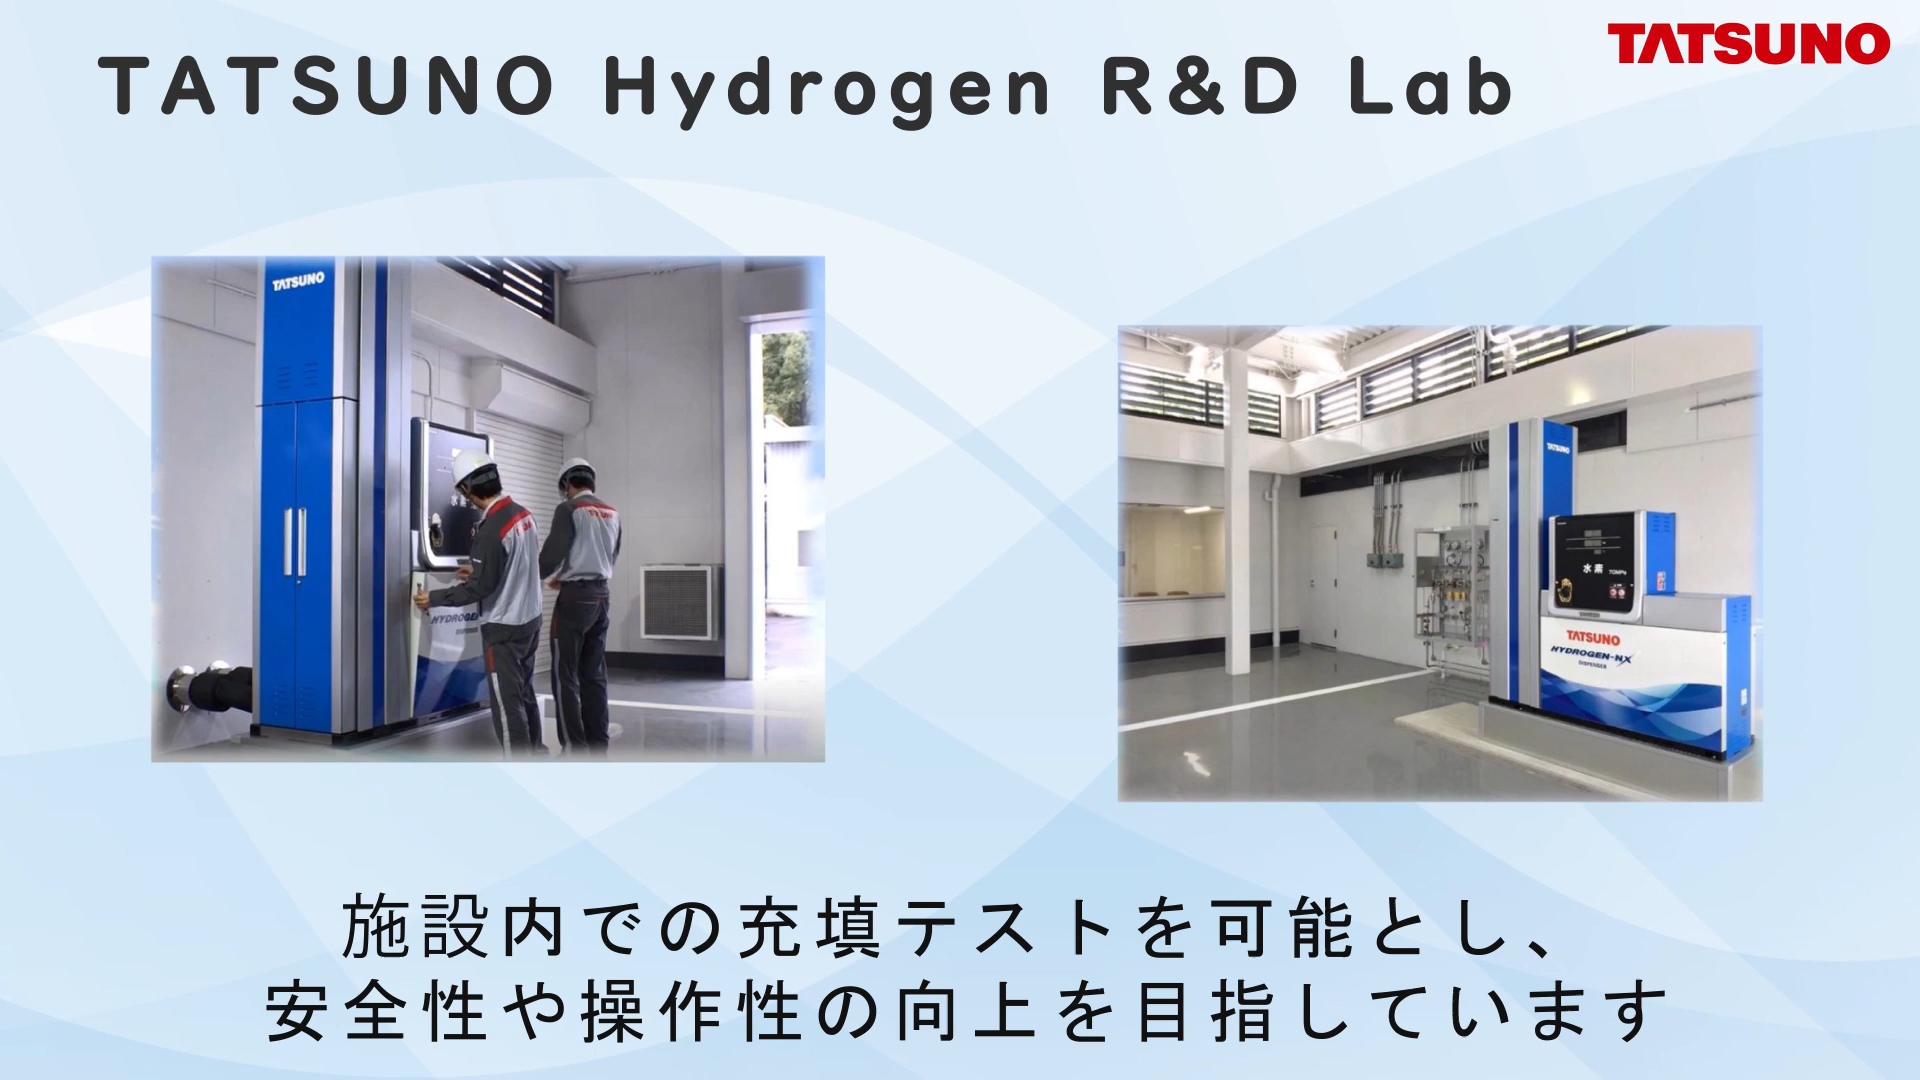 TATSUNO Hydrogen R&D Lab
TATSUNO
TATSUNO
HYDROGEN
TATSUNO
水素 70MPa
TATSUNO
HYDROGEN-NX
DISPENSER
施設内での充填テストを可能とし、
安全性や操作性の向上を目指しています